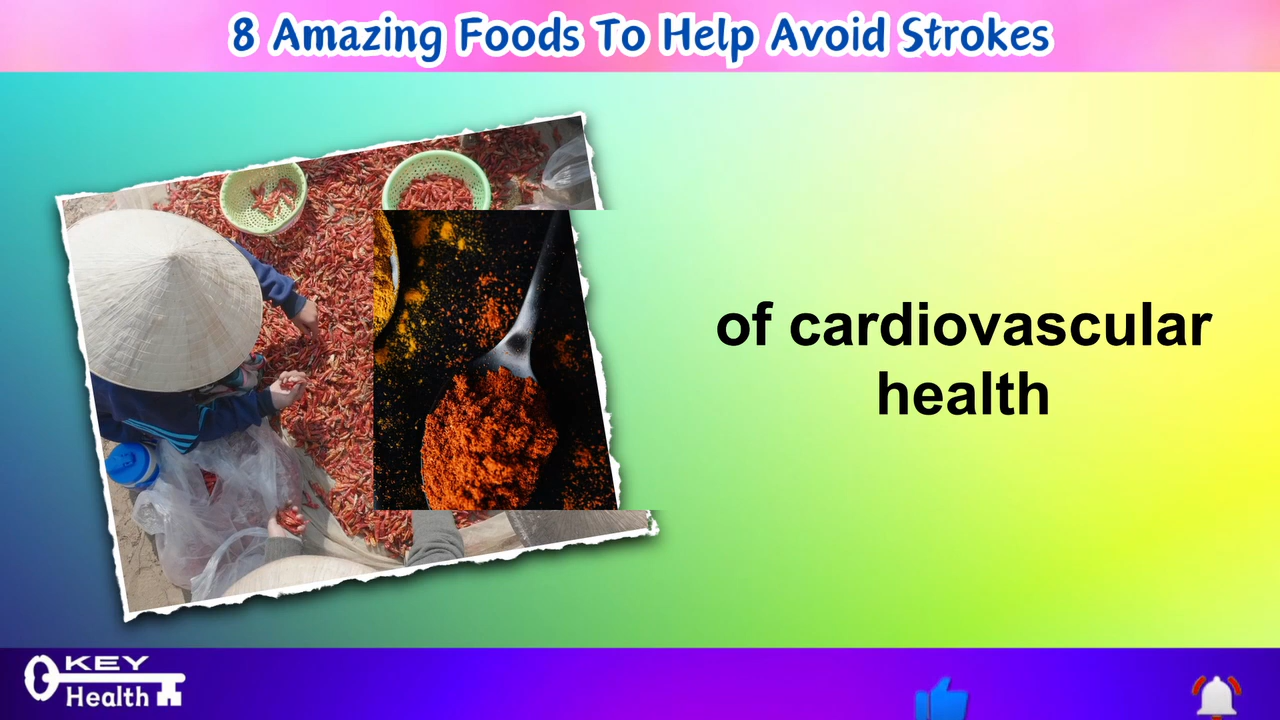 8 Amazing Foods To Help Avoid Strokes
of cardiovascular
health
KEY
Health